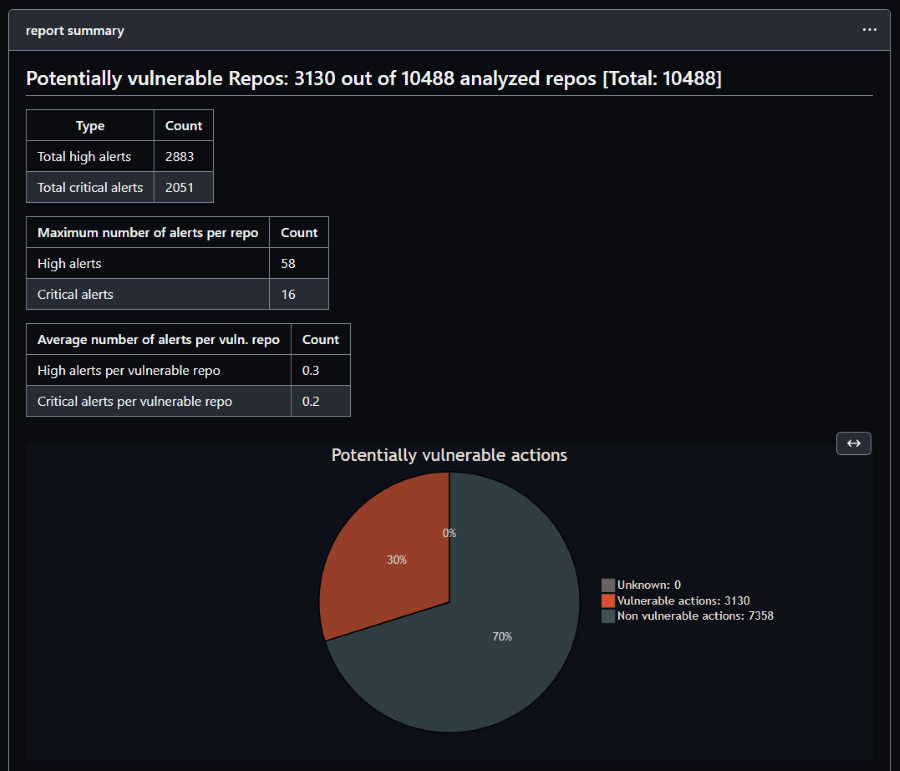 report summary
Potentially vulnerable Repos: 3130 out of 10488 analyzed repos [Total: 10488]
Type Count
Total high alerts 2883
Total critical alerts 2051
Maximum number of alerts per repo Count
High alerts 58
Critical alerts 16
Average number of alerts per vuln. repo Count
High alerts per vulnerable repo 0.3
Critical alerts per vulnerable repo 0.2
Potentially vulnerable actions
0%
30%
70%
Unknown: 0
Vulnerable actions: 3130
Non vulnerable actions: 7358